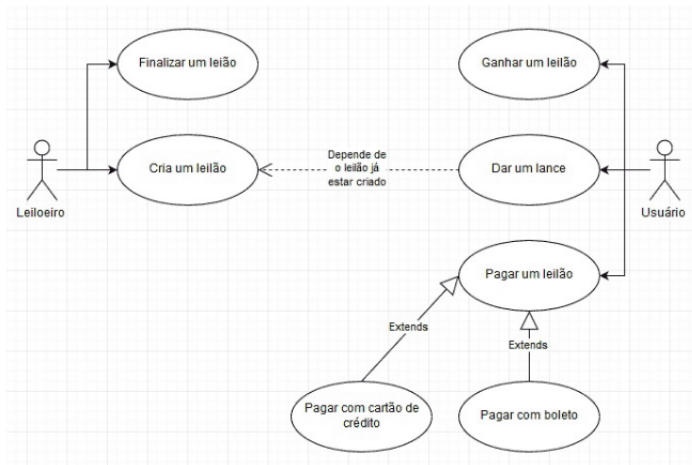 Finalizar um leião
Ganhar um leilão
Leiloeiro
Cria um leilão
Depende de
o leilão já
estar criado
Dar um lance
Usuário
Pagar um leilão
Extends
Extends
Pagar com cartão de
crédito
Pagar com boleto